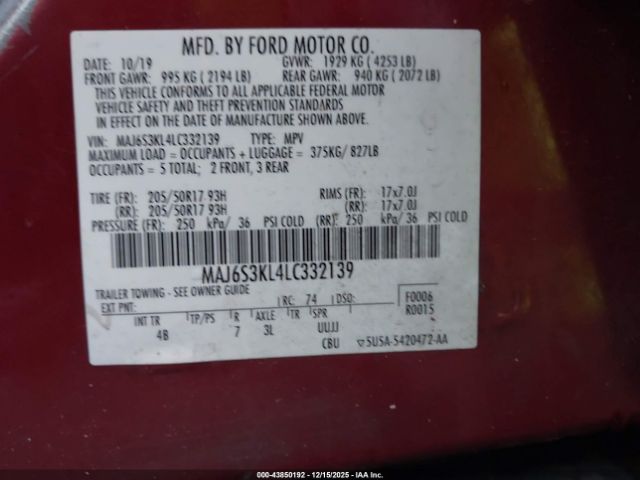 MFD. BY FORD MOTOR CO.
DATE: 10/19 GVWR: 1929 KG ( 4253 LB)
FRONT GAWR: 995 KG ( 2194 LB) REAR GAWR: 940 KG ( 2072 LB)
THIS VEHICLE CONFORMS TO ALL APPLICABLE FEDERAL MOTOR
VEHICLE SAFETY AND THEFT PREVENTION STANDARDS
IN EFFECT ON THE DATE OF MANUFACTURE SHOWN ABOVE.
VIN: MAJ6S3KL4LC332139 TYPE: MPV
MAXIMUM LOAD = OCCUPANTS + LUGGAGE = 375KG/ 827LB
OCCUPANTS = 5 TOTAL; 2 FRONT, 3 REAR
TIRE (FR): 205/50R17 93H RIMS (FR): 17x7.0J
(RR): 205/50R17 93H (RR): 17x7.0J
PRESSURE (FR): 250 kPa/ 36 PSI COLD (RR): 250 kPa/ 36 PSI COLD
MAJ6S3KL4LC332139
TRAILER TOWING - SEE OWNER GUIDE
EXT PNT: RC: 74 DSO: F0006
R0015
INT TR TP/PS R AXLE TR SPR
4B 7 3L UUJJ
CBU 5USA-5420472-AA
000-43850192 - 12/15/2025 - IAA, Inc.